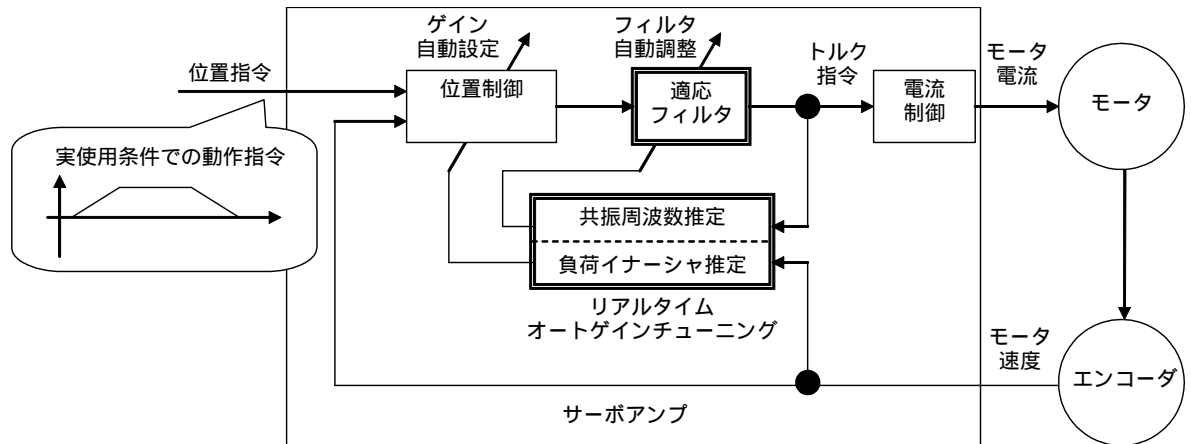 ゲイン
自動設定
フィルタ
自動調整
位置指令
位置制御
適応
フィルタ
トルク
指令
電流
制御
モータ
電流
モータ
実使用条件での動作指令
共振周波数推定
負荷イナーシャ推定
リアルタイム
オートゲインチューニング
モータ
速度
エンコーダ
サーボアンプ